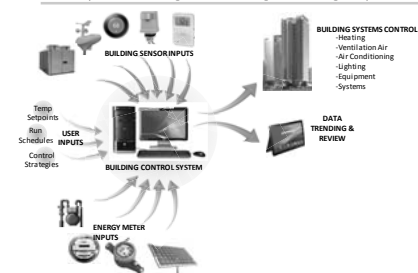 BUILDING SENSOR INPUTS
BUILDING SYSTEMS CONTROL
-Heating
-Ventilation Air
-Air Conditioning
-Lighting
-Equipment
-Systems
Temp
Setpoints
Run
Schedules
Control
Strategies
USER
INPUTS
DATA
TRENDING &
REVIEW
BUILDING CONTROL SYSTEM
ENERGY METER
INPUTS